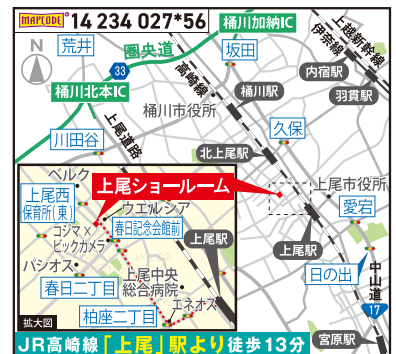 MAPCODE 14 234 027*56
桶川加納IC
上越新幹線
伊奈線
荒井
圏央道
坂田
N
33
高崎線
内宿駅
桶川北本IC
桶川駅
羽貫駅
桶川市役所
上尾道路
川田谷
久保
北上尾駅
ベルク
上尾ショールーム
上尾市役所
上尾西
保育所(東)
ウエルシア
愛宕
春日記念会館前
コジマ×
ビックカメラ
上尾駅
上尾駅
パシオス
上尾中央
総合病院
日の出
中山道
春日二丁目
エネオス
17
柏座二丁目
拡大図
宮原駅
JR高崎線「上尾」駅より徒歩13分